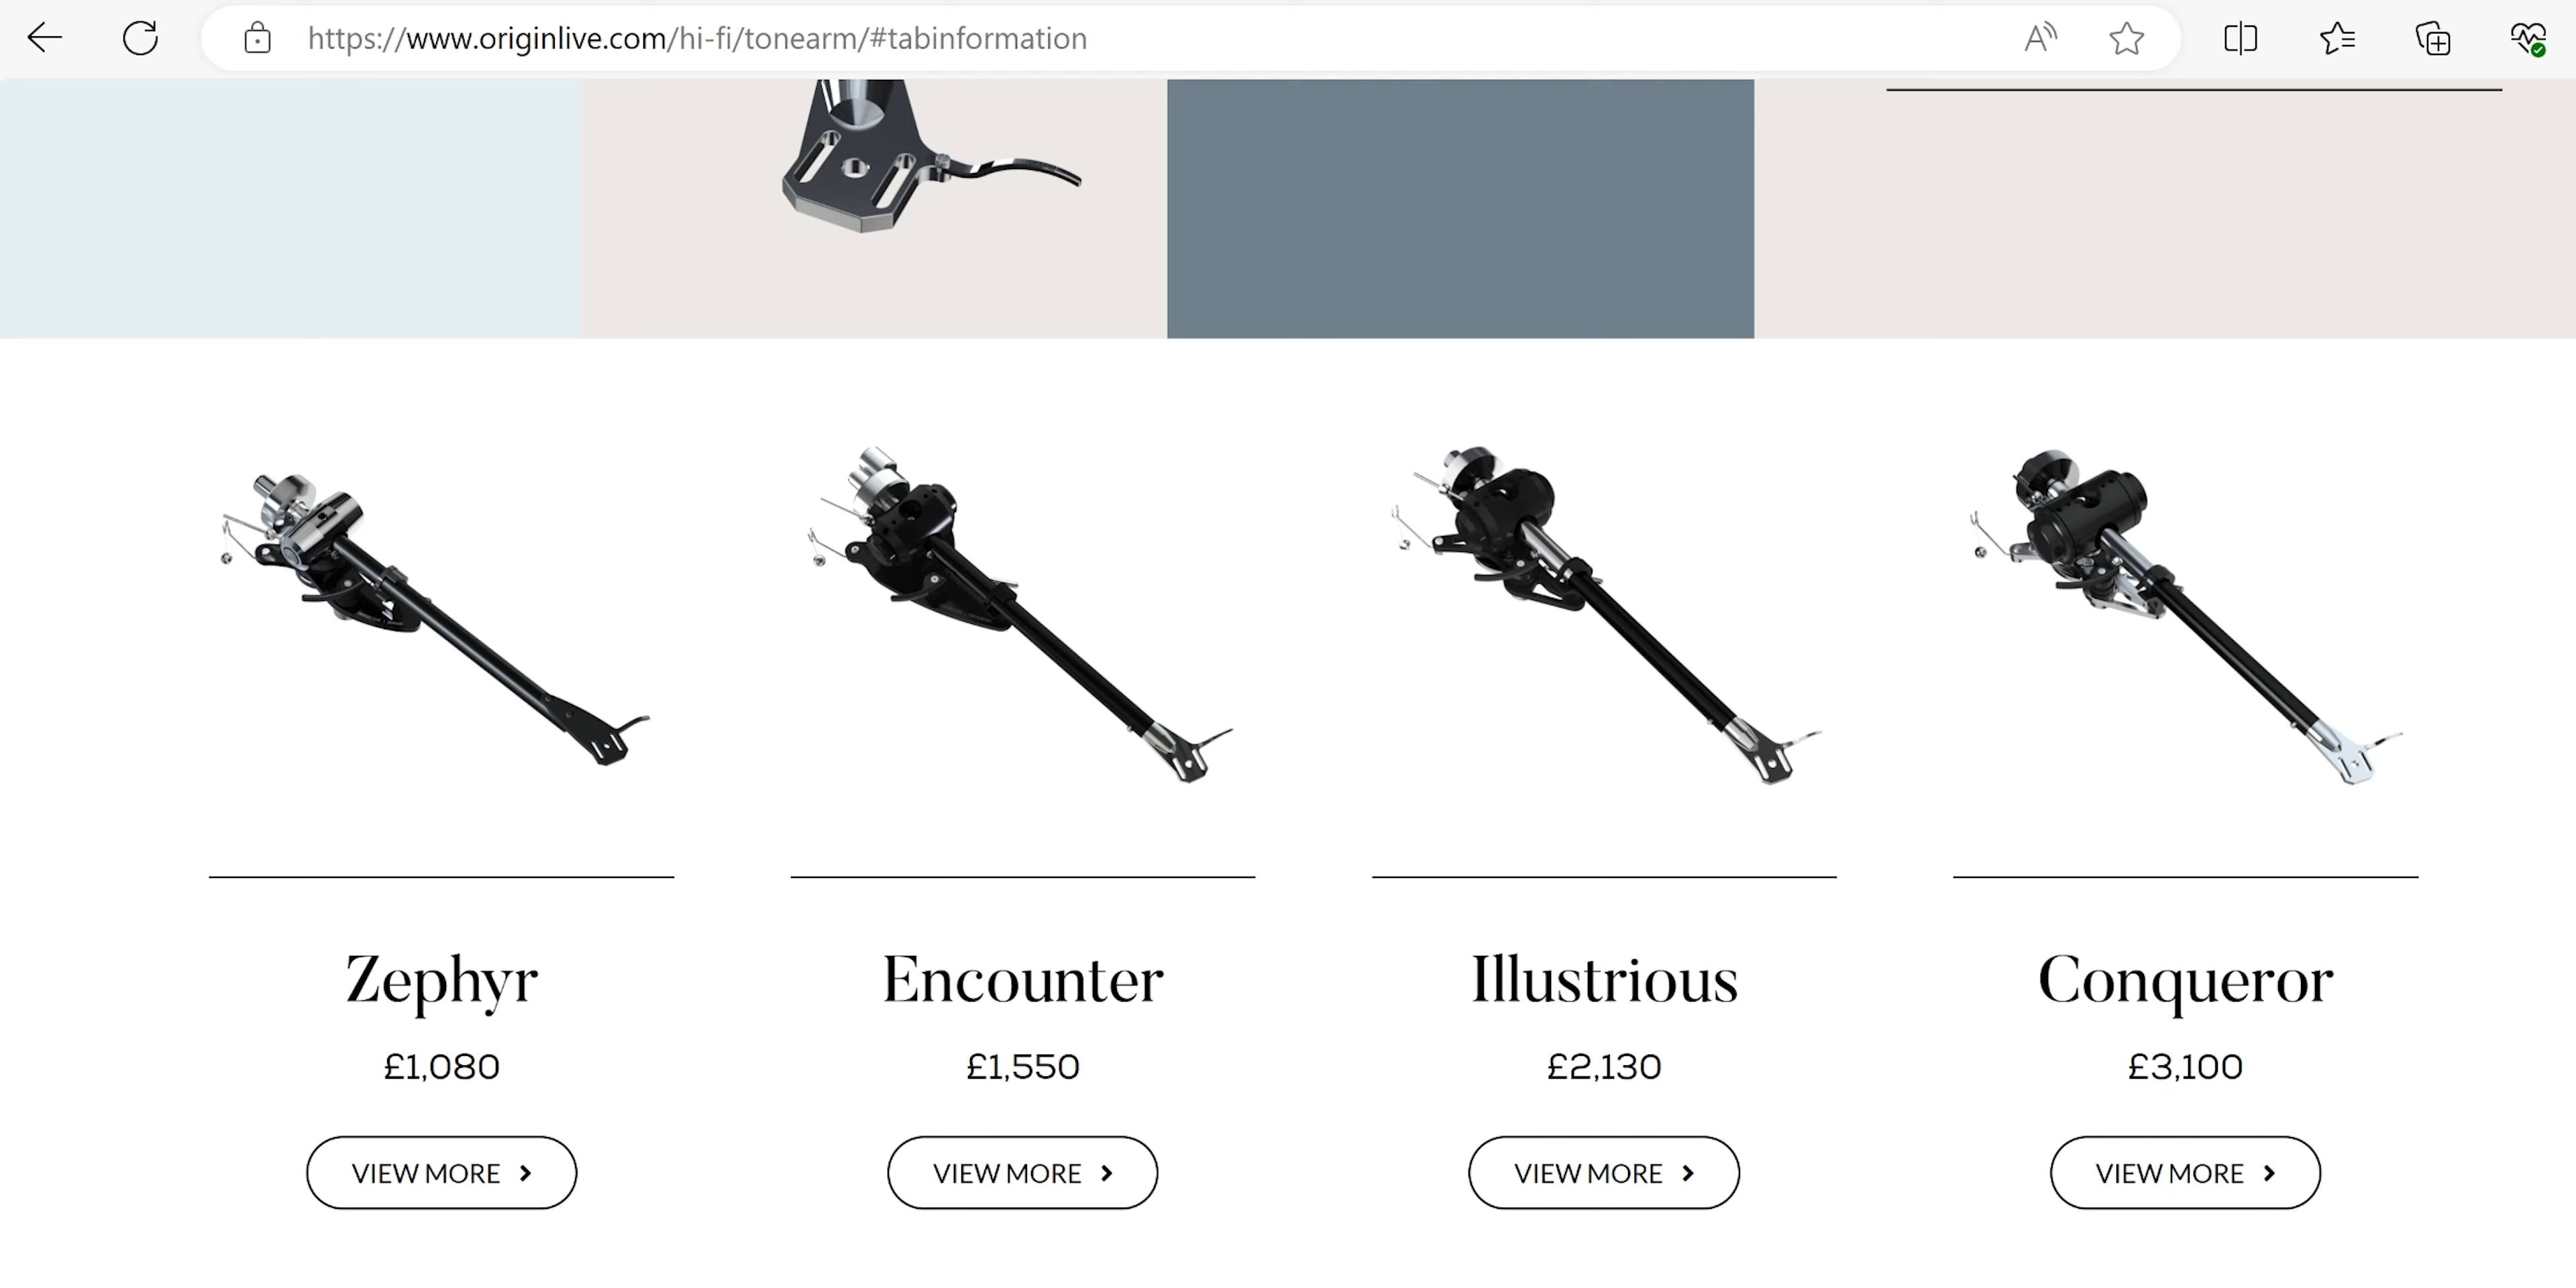 https://www.originlive.com/hi-fi/tonearm/#tabinformation
Zephyr
£1,080
VIEW MORE
Encounter
£1,550
VIEW MORE
Illustrious
£2,130
VIEW MORE
Conqueror
£3,100
VIEW MORE